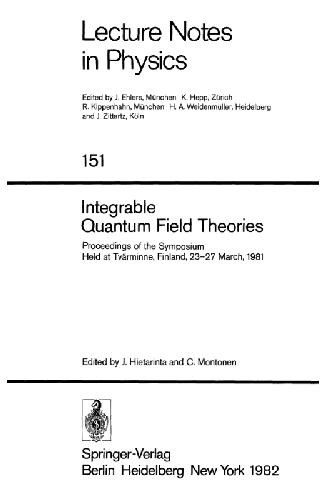 Lecture Notes
in Physics
Edited by J. Ehlers, München K. Hepp, Zürich
R. Kippenhahn, München H. A. Weidenmüller, Heidelberg
and J. Zittartz, Köln
151
Integrable
Quantum Field Theories
Proceedings of the Symposium
Held at Tvärminne, Finland, 23–27 March, 1981
Edited by J. Hietarinta and C. Montonen
Springer-Verlag
Berlin Heidelberg New York 1982